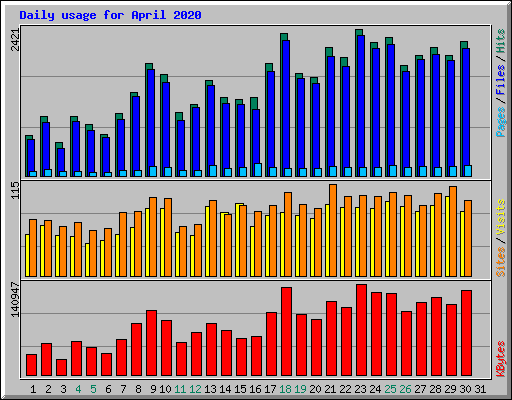 Daily usage for April 2020
2421
Pages / Files / Hits
115
Sites / Visits
140947
KBytes
1 2 3 4 5 6 7 8 9 10 11 12 13 14 15 16 17 18 19 20 21 22 23 24 25 26 27 28 29 30 31